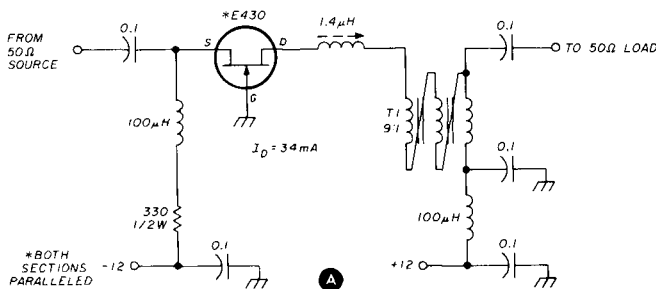 0.1
*E430
1.4μH
0.1
FROM
50Ω
SOURCE
S
D
G
TO 50Ω LOAD
T1
9:1
100μH
I_D = 34mA
0.1
330
1/2W
100μH
*BOTH
SECTIONS
PARALLELED
-12
0.1
A
+12
0.1